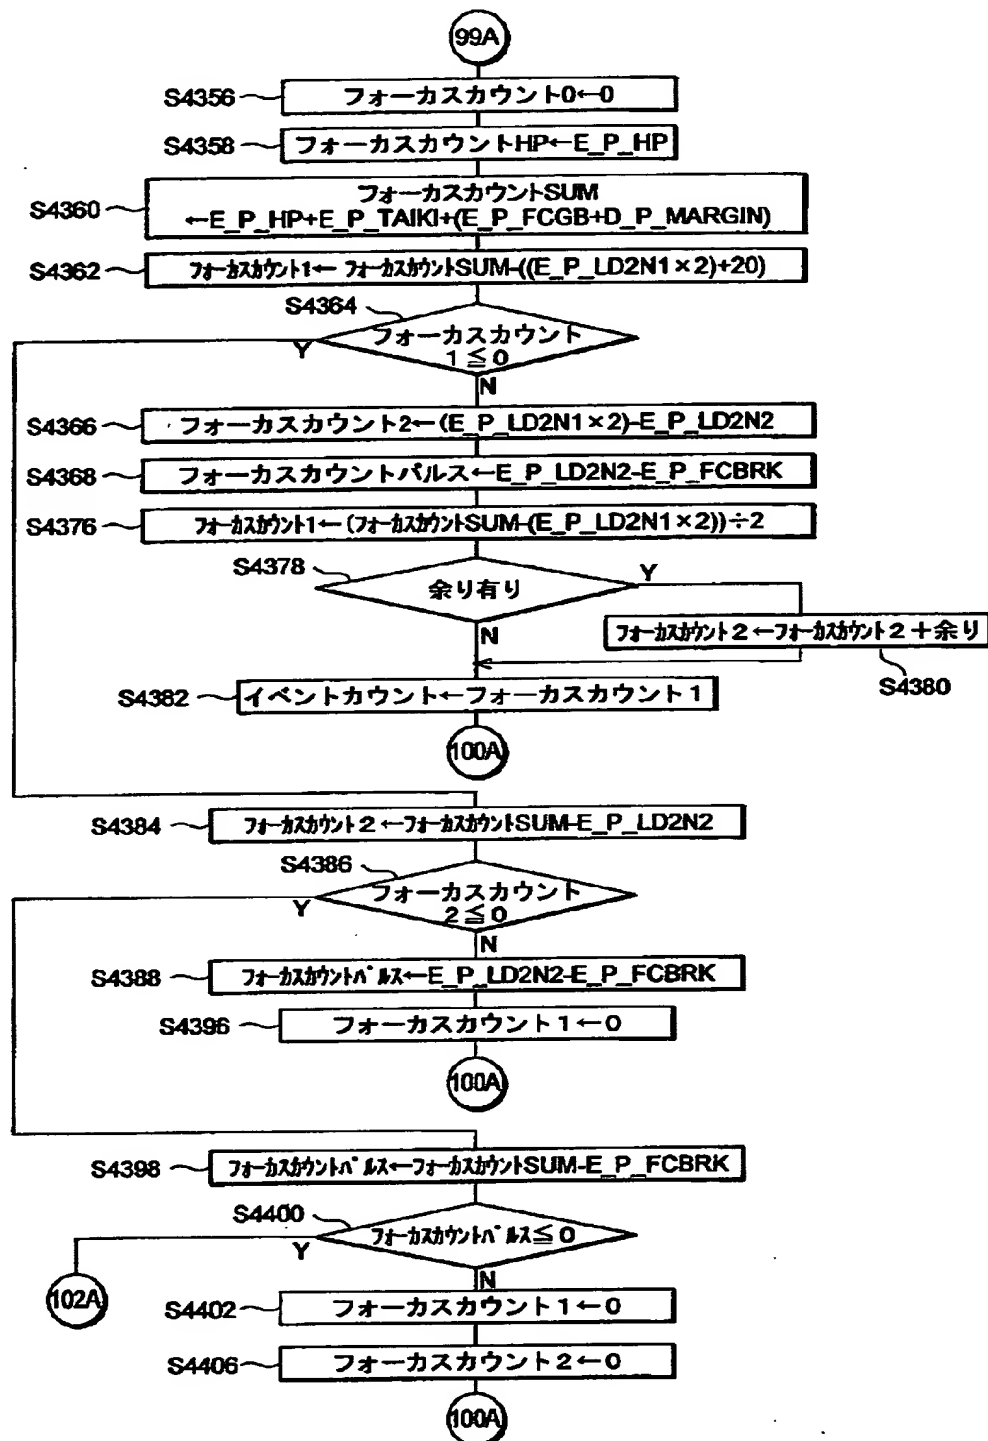 99A
S4356
フォーカスカウント0←0
S4358
フォーカスカウントHP←E_P_HP
S4360
フォーカスカウントSUM
←E_P_HP+E_P_TAIKI+(E_P_FCGB+D_P_MARGIN)
S4362
フォーカスカウント1← フォーカスカウントSUM-((E_P_LD2N1×2)+20)
S4364
フォーカスカウント
1≦0
Y
N
S4366
フォーカスカウント2←(E_P_LD2N1×2)-E_P_LD2N2
S4368
フォーカスカウントパルス←E_P_LD2N2-E_P_FCBRK
S4376
フォーカスカウント1←(フォーカスカウントSUM-(E_P_LD2N1×2))÷2
S4378
余り有り
Y
N
フォーカスカウント2←フォーカスカウント2+余り
S4380
S4382
イベントカウント←フォーカスカウント1
100A
S4384
フォーカスカウント2←フォーカスカウントSUM-E_P_LD2N2
S4386
フォーカスカウント
2≦0
Y
N
S4388
フォーカスカウントパルス←E_P_LD2N2-E_P_FCBRK
S4396
フォーカスカウント1←0
100A
S4398
フォーカスカウントパルス←フォーカスカウントSUM-E_P_FCBRK
S4400
フォーカスカウントパルス≦0
Y
N
102A
S4402
フォーカスカウント1←0
S4406
フォーカスカウント2←0
100A